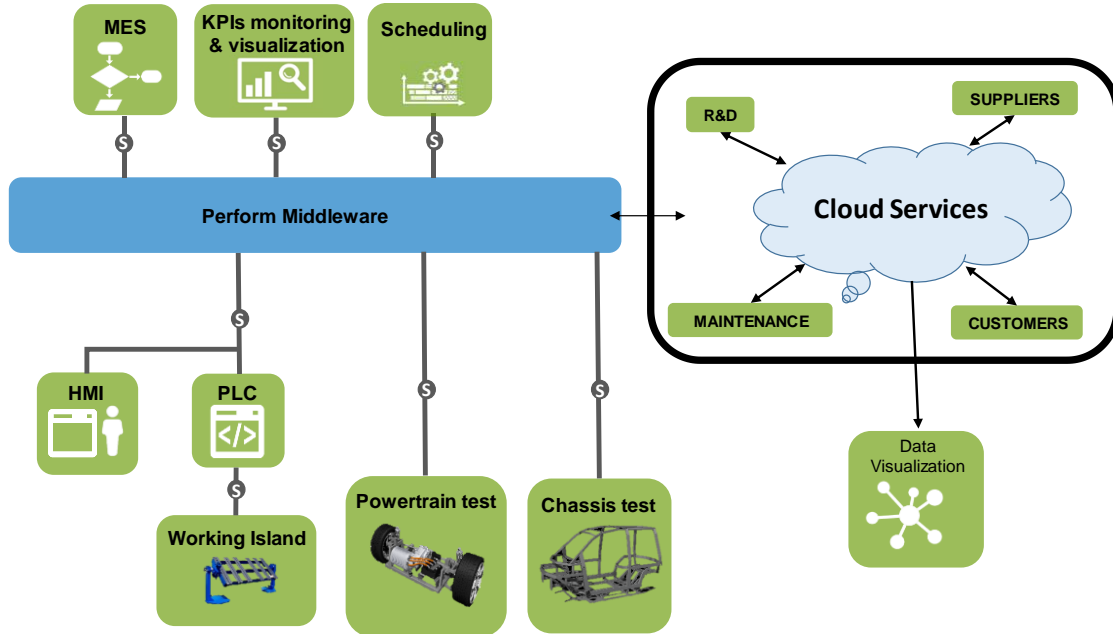 MES
KPIs monitoring
& visualization
Scheduling
S
S
S
R&D
SUPPLIERS
Cloud Services
Perform Middleware
MAINTENANCE
CUSTOMERS
S
HMI
PLC
</>
S
S
S
Data
Visualization
Powertrain test
Chassis test
Working Island